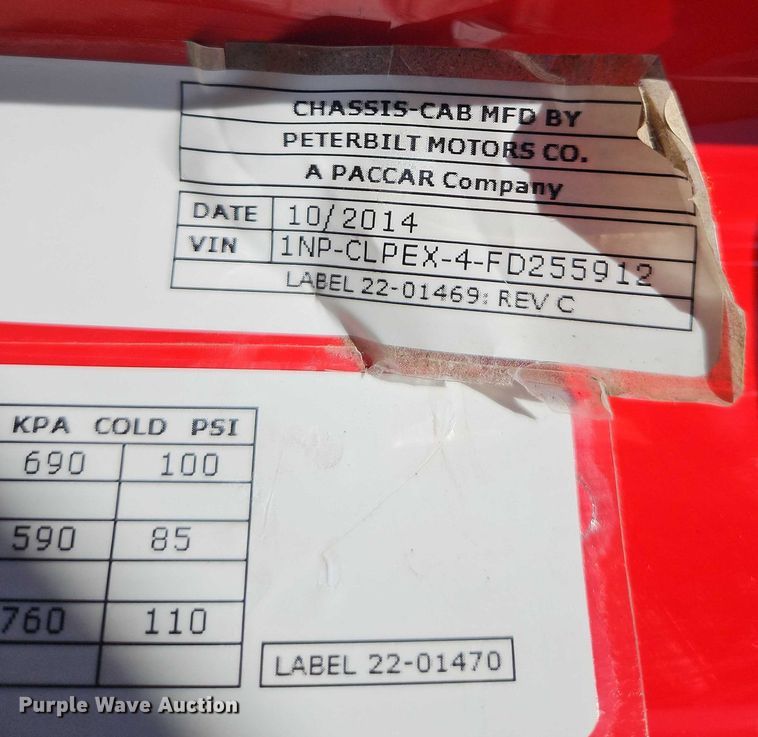 CHASSIS-CAB MFD BY
PETERBILT MOTORS CO.
A PACCAR Company
DATE 10/2014
VIN 1NP-CLPEX-4-FD255912
LABEL 22-01469: REV C
KPA COLD PSI
690 100
590 85
760 110
LABEL 22-01470
Purple Wave Auction